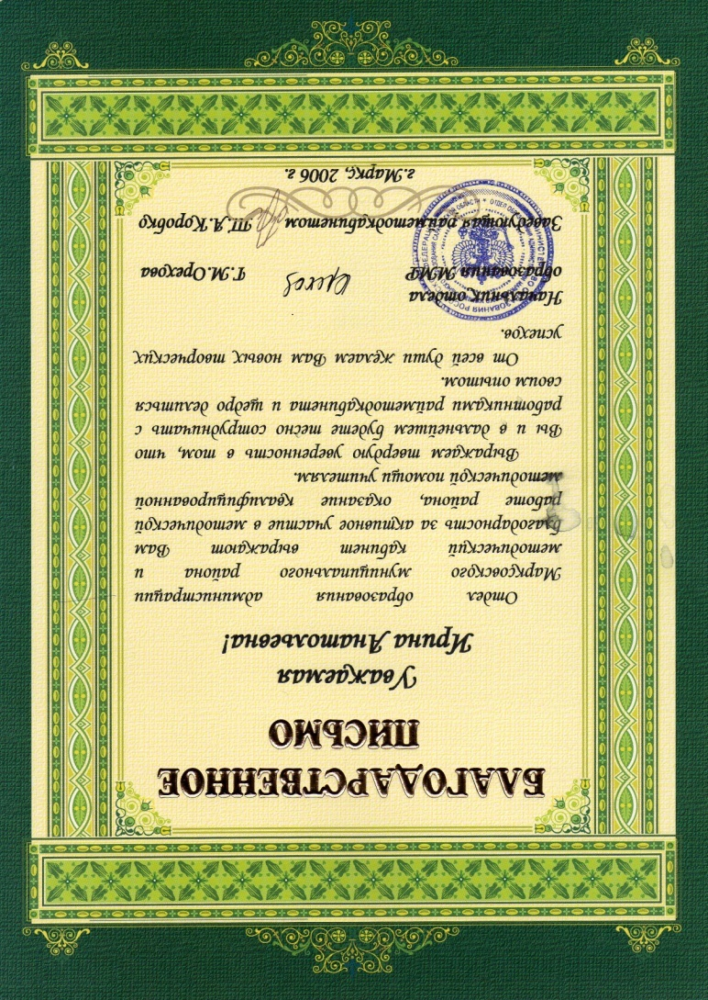 БЛАГОДАРСТВЕННОЕ
ПИСЬМО
Уважаемая
Ирина Анатольевна!
Отдел образования администрации
Марксовского муниципального района и
методический кабинет выражают Вам
благодарность за активное участие в методической
работе района, оказание квалифицированной
методической помощи учителям.
Выражаем твердую уверенность в том, что
Вы и в дальнейшем будете тесно сотрудничать с
работниками райметодкабинета и щедро делиться
своим опытом.
От всей души желаем Вам новых творческих
успехов.
Начальник отдела
образования ММР Т.М.Орехова
Заведующая райметодкабинетом Т.Я.Коробко
г.Маркс, 2006 г.